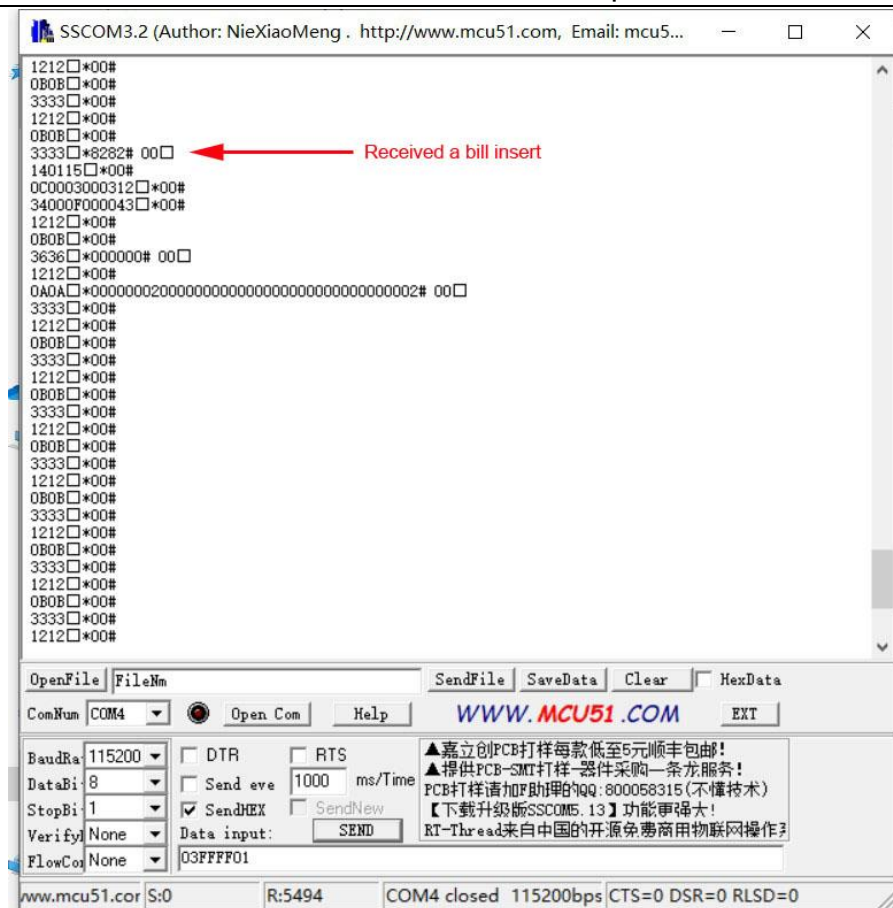 SSCOM3.2 (Author: NieXiaoMeng . http://www.mcu51.com, Email: mcu5...
1212□*00#
0B0B□*00#
3333□*00#
1212□*00#
0B0B□*00#
3333□*8282# 00□ Received a bill insert
140115□*00#
0C0003000312□*00#
34000F000043□*00#
1212□*00#
0B0B□*00#
3636□*000000# 00□
1212□*00#
0A0A□*00000002000000000000000000000000000002# 00□
3333□*00#
1212□*00#
0B0B□*00#
3333□*00#
1212□*00#
0B0B□*00#
3333□*00#
1212□*00#
0B0B□*00#
3333□*00#
1212□*00#
0B0B□*00#
3333□*00#
1212□*00#
0B0B□*00#
3333□*00#
1212□*00#
0B0B□*00#
3333□*00#
1212□*00#
OpenFile FileNm SendFile SaveData Clear HexData
ComNum COM4 Open Com Help WWW.MCU51.COM EXT
BaudRa 115200 DTR RTS
DataBi 8 Send eve 1000 ms/Time
StopBi 1 SendHEX SendNew
Verify None Data input: SEND
FlowCo None 03FFFF01
▲嘉立创PCB打样每款低至5元顺丰包邮!
▲提供PCB-SMT打样-器件采购一条龙服务!
PCB打样请加F助理的QQ:800058315(不懂技术)
【下载升级版SSCOM5.13】功能更强大!
RT-Thread来自中国的开源免费商用物联网操作
www.mcu51.cor S:0 R:5494 COM4 closed 115200bps CTS=0 DSR=0 RLSD=0